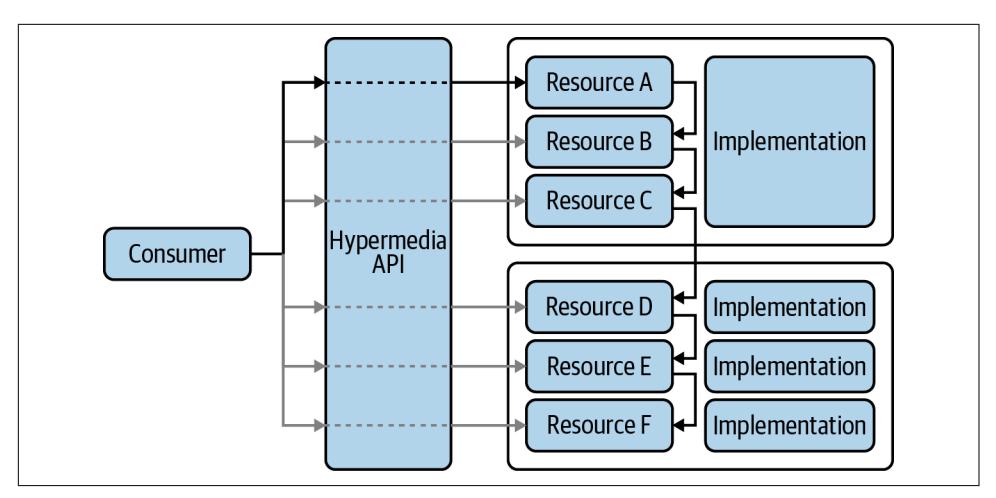 Resource A
Resource B
Implementation
Resource C
Consumer
Hypermedia
API
Resource D
Implementation
Resource E
Implementation
Resource F
Implementation